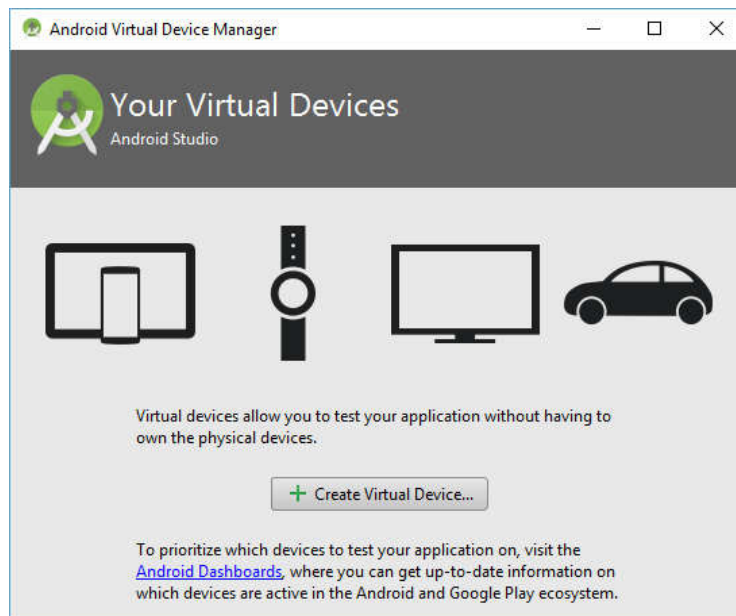 Android Virtual Device Manager
Your Virtual Devices
Android Studio
Virtual devices allow you to test your application without having to
own the physical devices.
Create Virtual Device...
To prioritize which devices to test your application on, visit the
Android Dashboards, where you can get up-to-date information on
which devices are active in the Android and Google Play ecosystem.